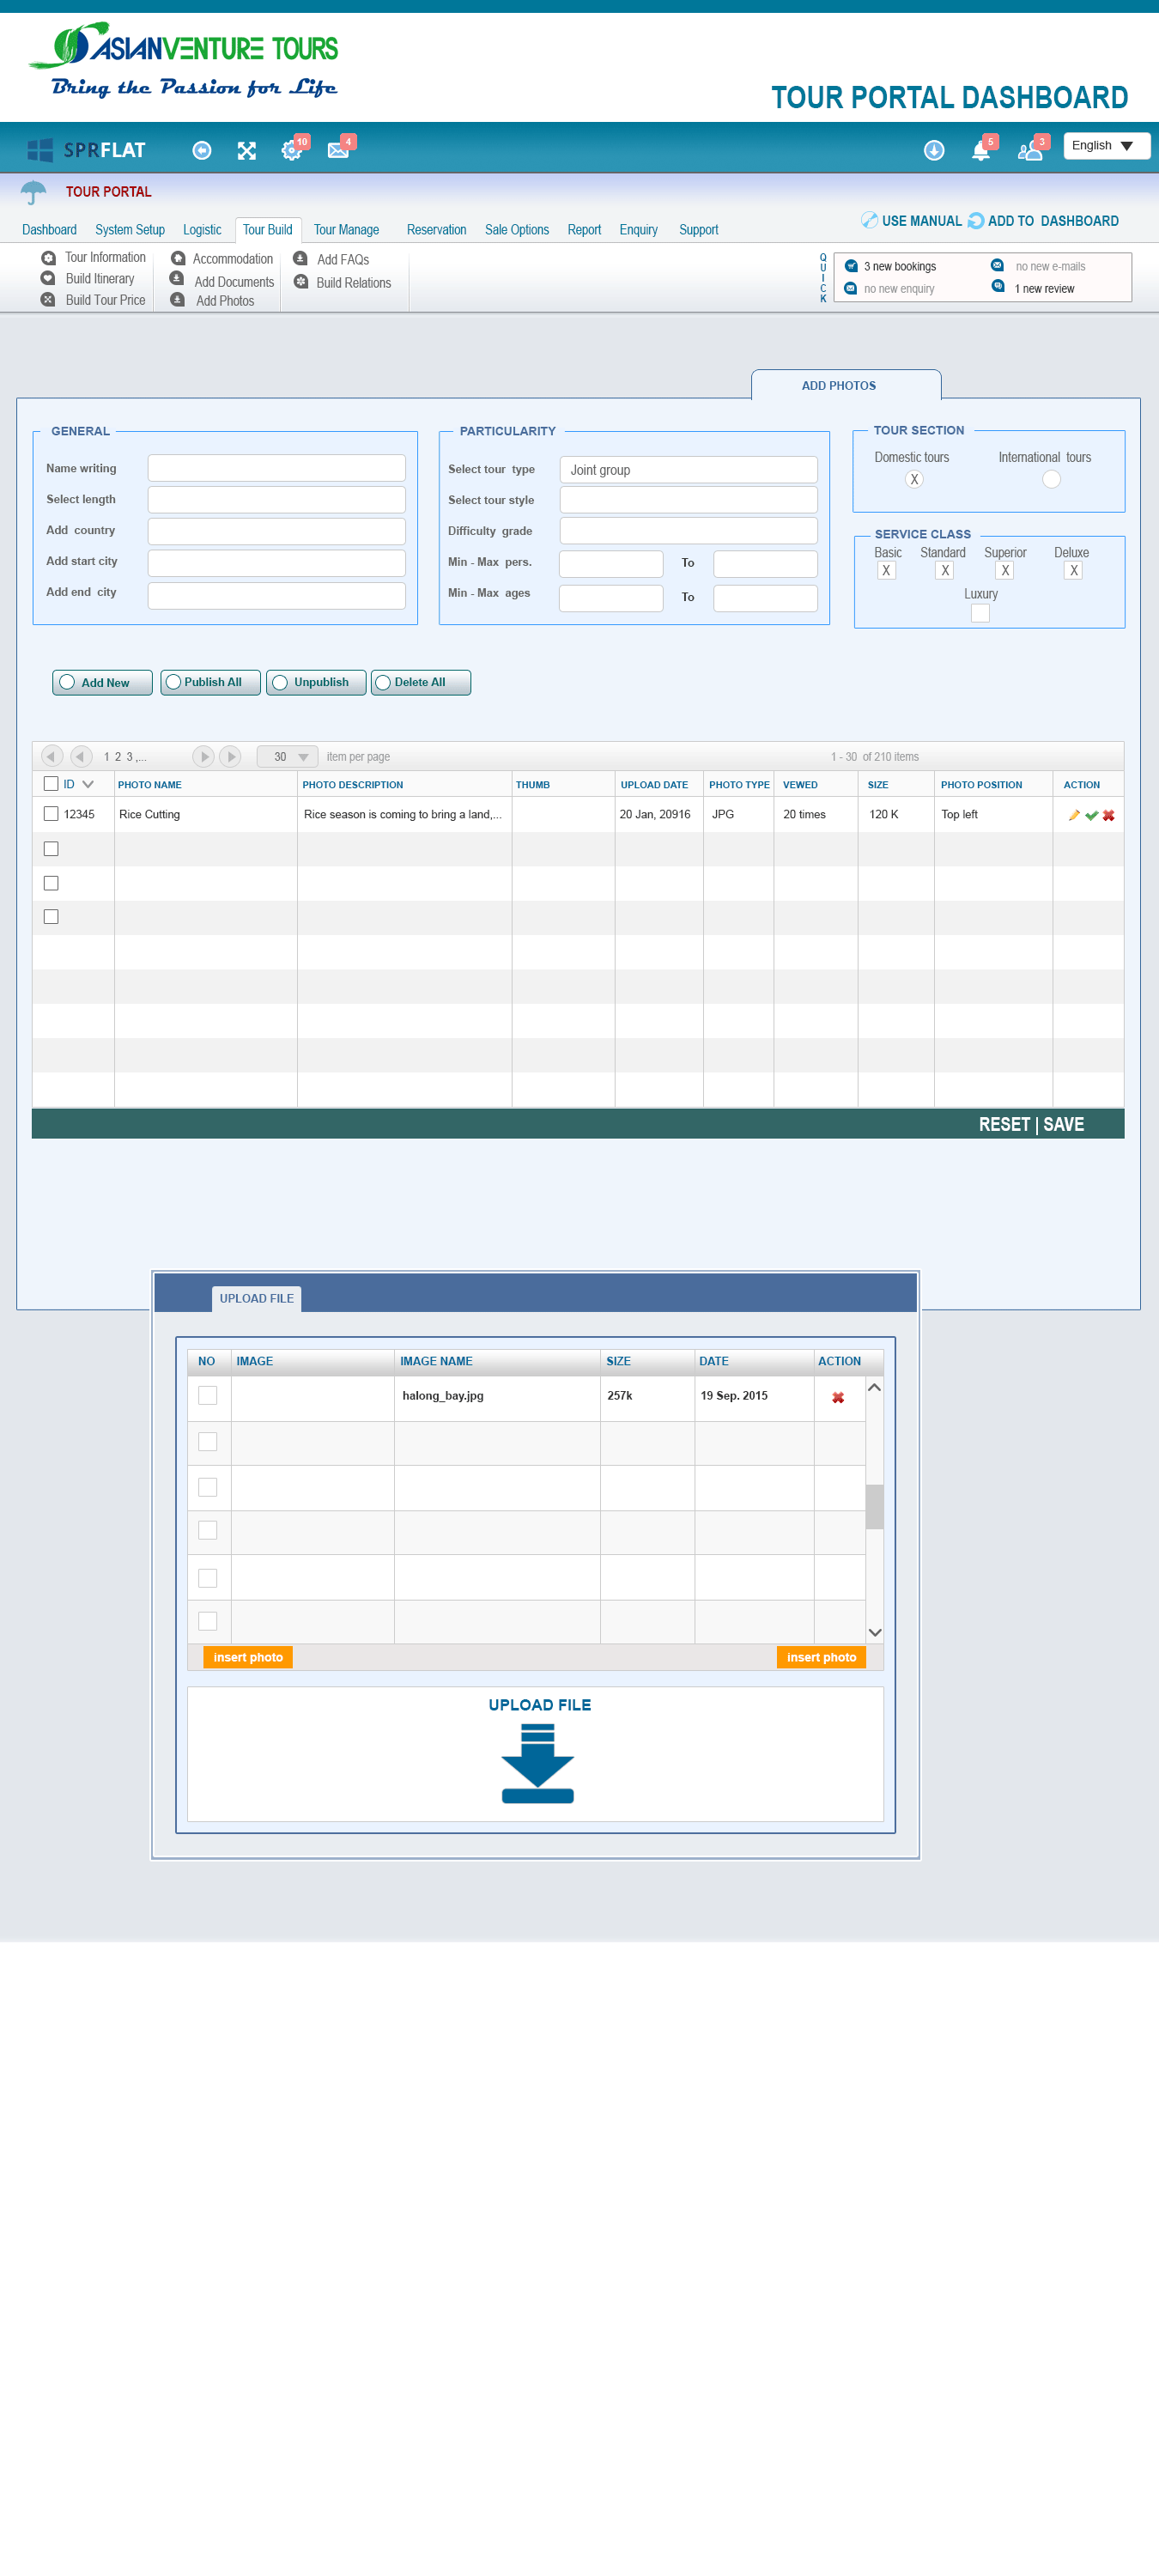 ASIANVENTURE TOURS
Bring the Passion for Life
TOUR PORTAL DASHBOARD
SPRFLAT
10
4
5
3
English
TOUR PORTAL
Dashboard System Setup Logistic Tour Build Tour Manage Reservation Sale Options Report Enquiry Support
USE MANUAL ADD TO DASHBOARD
Tour Information
Build Itinerary
Build Tour Price
Accommodation
Add Documents
Add Photos
Add FAQs
Build Relations
QUICK
3 new bookings
no new e-mails
no new enquiry
1 new review
ADD PHOTOS
GENERAL
Name writing
Select length
Add country
Add start city
Add end city
PARTICULARITY
Select tour type
Joint group
Select tour style
Difficulty grade
Min - Max pers.
To
Min - Max ages
To
TOUR SECTION
Domestic tours International tours
X
SERVICE CLASS
Basic Standard Superior Deluxe
X X X X
Luxury
Add New Publish All Unpublish Delete All
1 2 3 ,... 30 item per page 1 - 30 of 210 items
ID PHOTO NAME PHOTO DESCRIPTION THUMB UPLOAD DATE PHOTO TYPE VEWED SIZE PHOTO POSITION ACTION
12345 Rice Cutting Rice season is coming to bring a land,... 20 Jan, 20916 JPG 20 times 120 K Top left
RESET | SAVE
UPLOAD FILE
NO IMAGE IMAGE NAME SIZE DATE ACTION
halong_bay.jpg 257k 19 Sep. 2015
insert photo insert photo
UPLOAD FILE